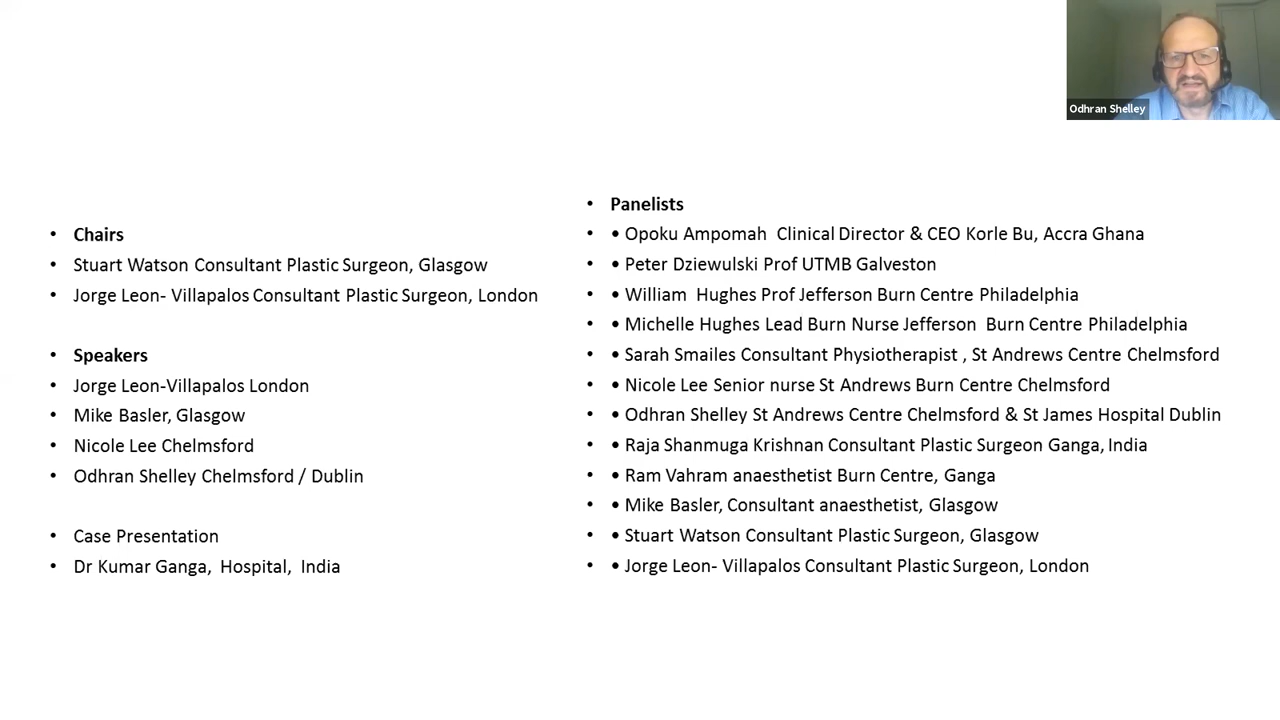 Odhran Shelley
• Chairs
• Stuart Watson Consultant Plastic Surgeon, Glasgow
• Jorge Leon- Villapalos Consultant Plastic Surgeon, London
• Speakers
• Jorge Leon-Villapalos London
• Mike Basler, Glasgow
• Nicole Lee Chelmsford
• Odhran Shelley Chelmsford / Dublin
• Case Presentation
• Dr Kumar Ganga, Hospital, India
• Panelists
• • Opoku Ampomah Clinical Director & CEO Korle Bu, Accra Ghana
• • Peter Dziewulski Prof UTMB Galveston
• • William Hughes Prof Jefferson Burn Centre Philadelphia
• • Michelle Hughes Lead Burn Nurse Jefferson Burn Centre Philadelphia
• • Sarah Smailes Consultant Physiotherapist , St Andrews Centre Chelmsford
• • Nicole Lee Senior nurse St Andrews Burn Centre Chelmsford
• • Odhran Shelley St Andrews Centre Chelmsford & St James Hospital Dublin
• • Raja Shanmuga Krishnan Consultant Plastic Surgeon Ganga, India
• • Ram Vahram anaesthetist Burn Centre, Ganga
• • Mike Basler, Consultant anaesthetist, Glasgow
• • Stuart Watson Consultant Plastic Surgeon, Glasgow
• • Jorge Leon- Villapalos Consultant Plastic Surgeon, London